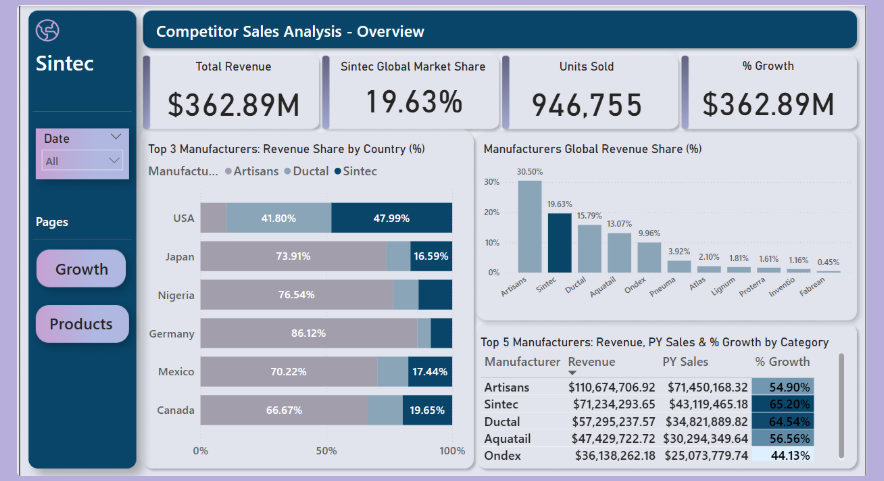 Sintec
Date
All
Pages
Growth
Products
Competitor Sales Analysis - Overview
Total Revenue
$362.89M
Sintec Global Market Share
19.63%
Units Sold
946,755
% Growth
$362.89M
Top 3 Manufacturers: Revenue Share by Country (%)
Manufactu... Artisans Ductal Sintec
USA 41.80% 47.99%
Japan 73.91% 16.59%
Nigeria 76.54%
Germany 86.12%
Mexico 70.22% 17.44%
Canada 66.67% 19.65%
0% 50% 100%
Manufacturers Global Revenue Share (%)
30% 20% 10% 0%
30.50% 19.63% 15.79% 13.07% 9.96% 3.92% 2.10% 1.81% 1.61% 1.16% 0.45%
Artisans Sintec Ductal Aquatail Ondex Pneuma Atlas Lignum Proterra Inventio Fabrean
Top 5 Manufacturers: Revenue, PY Sales & % Growth by Category
Manufacturer Revenue PY Sales % Growth
Artisans $110,674,706.92 $71,450,168.32 54.90%
Sintec $71,234,293.65 $43,119,465.18 65.20%
Ductal $57,295,237.57 $34,821,889.82 64.54%
Aquatail $47,429,722.72 $30,294,349.64 56.56%
Ondex $36,138,262.18 $25,073,779.74 44.13%